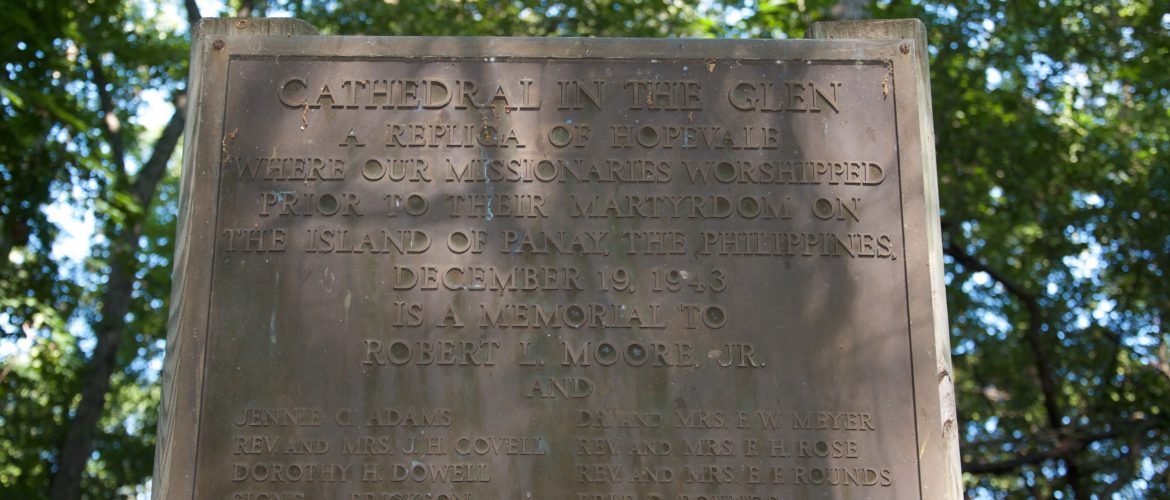 CATHEDRAL IN THE GLEN
A REPLICA OF HOPEVALE
WHERE OUR MISSIONARIES WORSHIPPED
PRIOR TO THEIR MARTYRDOM ON
THE ISLAND OF PANAY, THE PHILIPPINES,
DECEMBER 19, 1943
IS A MEMORIAL TO
ROBERT L. MOORE, JR.
AND
JENNIE C. ADAMS
REV. AND MRS. J. H. COVELL
DOROTHY H. DOWELL
DR. AND MRS. F. W. MEYER
REV. AND MRS. F. H. ROSE
REV. AND MRS. E. F. ROUNDS